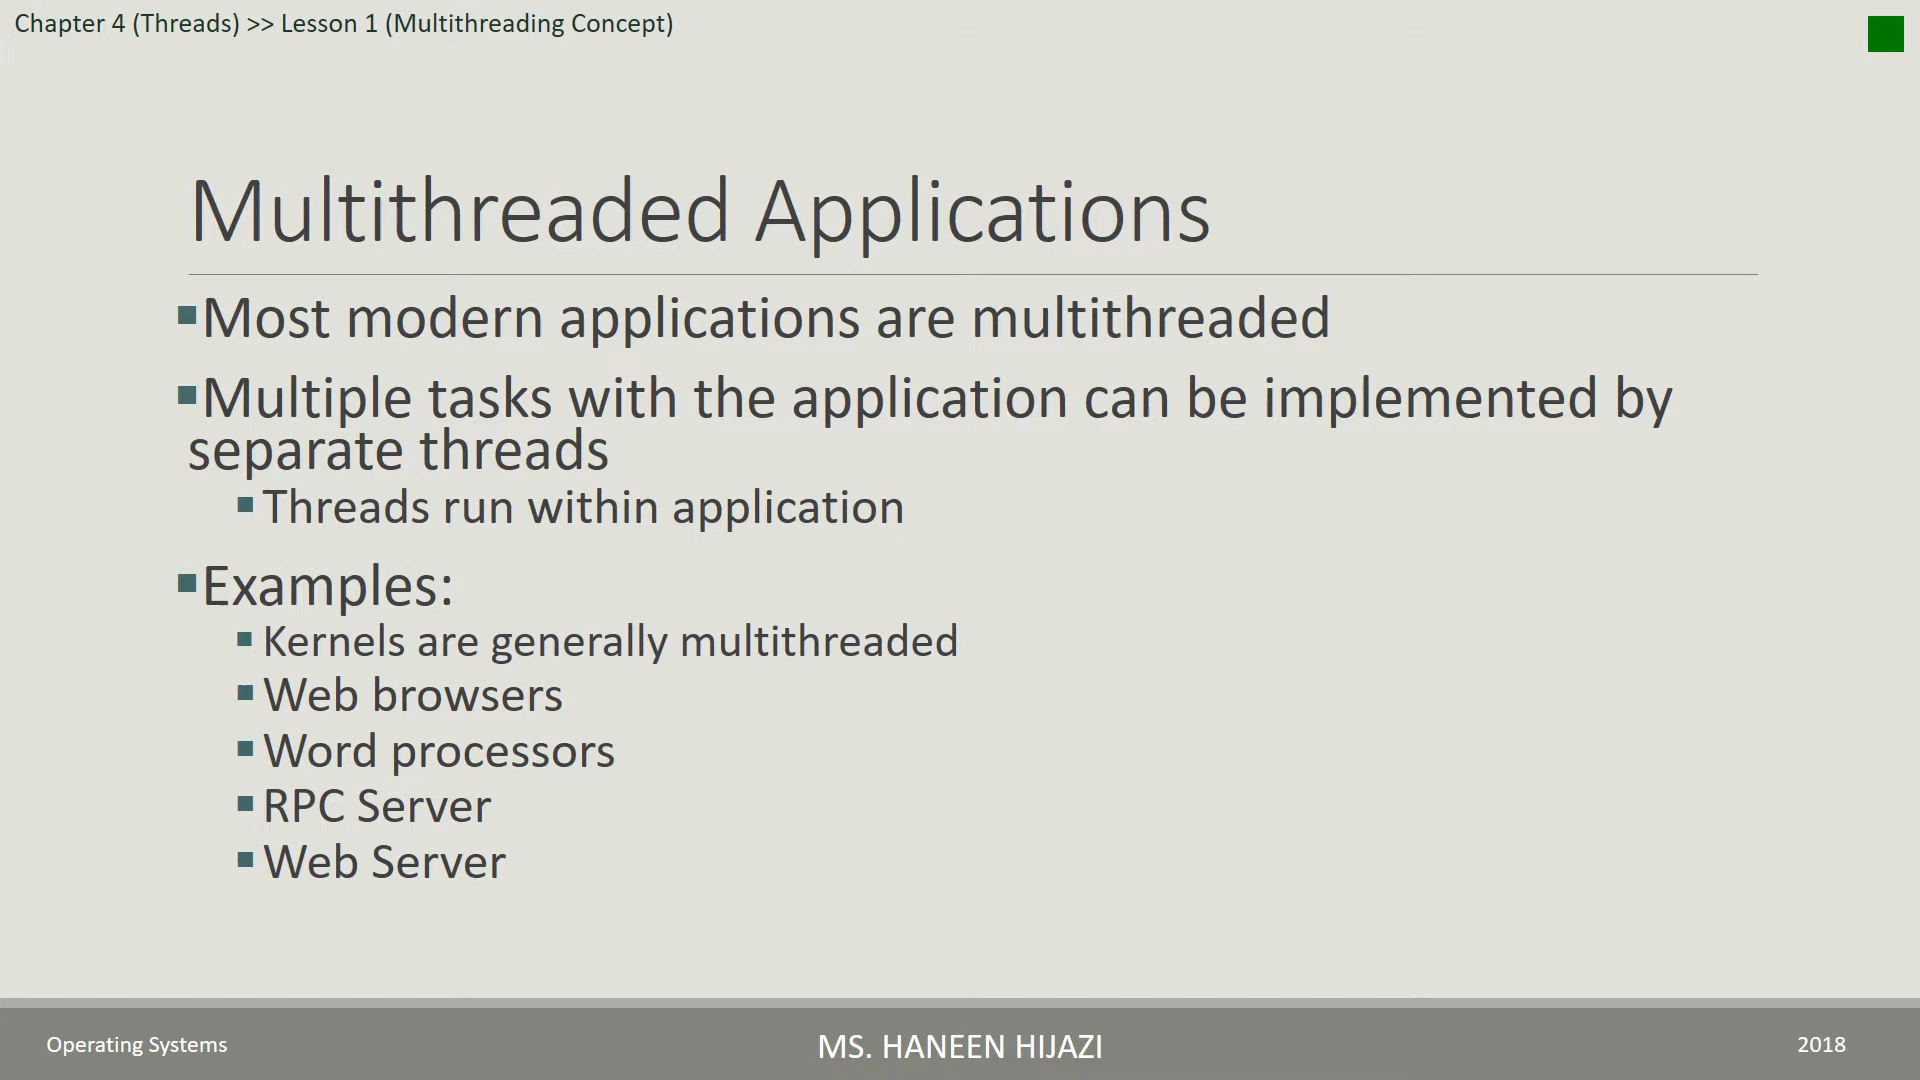 Chapter 4 (Threads) >> Lesson 1 (Multithreading Concept)
Multithreaded Applications
▪Most modern applications are multithreaded
▪Multiple tasks with the application can be implemented by
separate threads
▪Threads run within application
▪Examples:
▪Kernels are generally multithreaded
▪Web browsers
▪Word processors
▪RPC Server
▪Web Server
Operating Systems
MS. HANEEN HIJAZI
2018